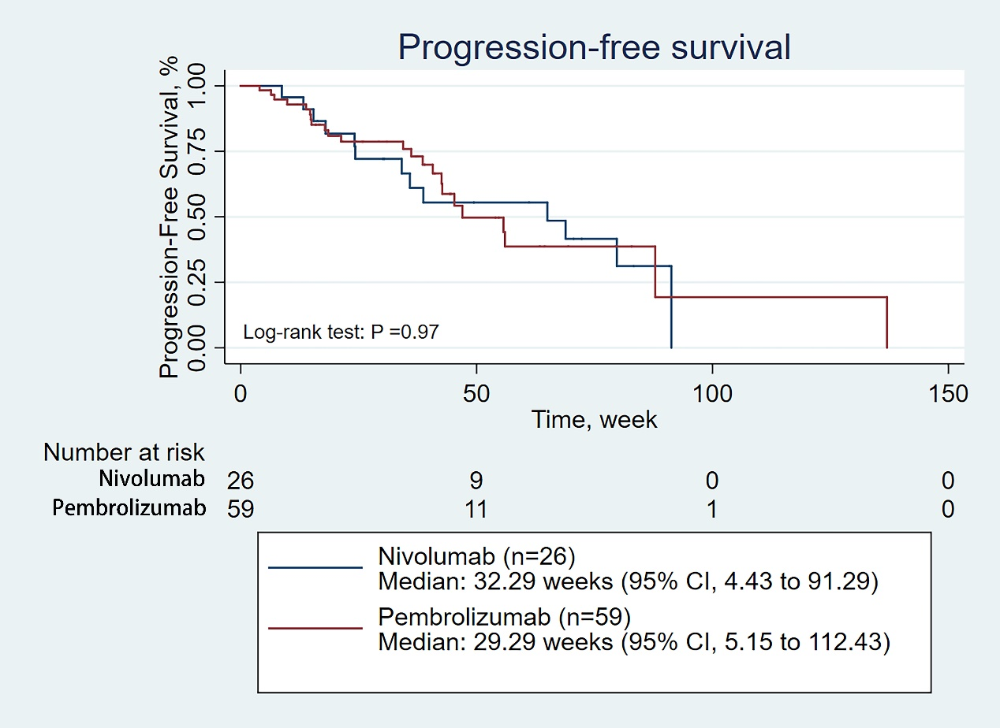 Progression-free survival
Progression-Free Survival, %
1.00
0.75
0.50
0.25
0.00
Log-rank test: P =0.97
0 50 100 150
Time, week
Number at risk
Nivolumab 26 9 0 0
Pembrolizumab 59 11 1 0
Nivolumab (n=26)
Median: 32.29 weeks (95% CI, 4.43 to 91.29)
Pembrolizumab (n=59)
Median: 29.29 weeks (95% CI, 5.15 to 112.43)